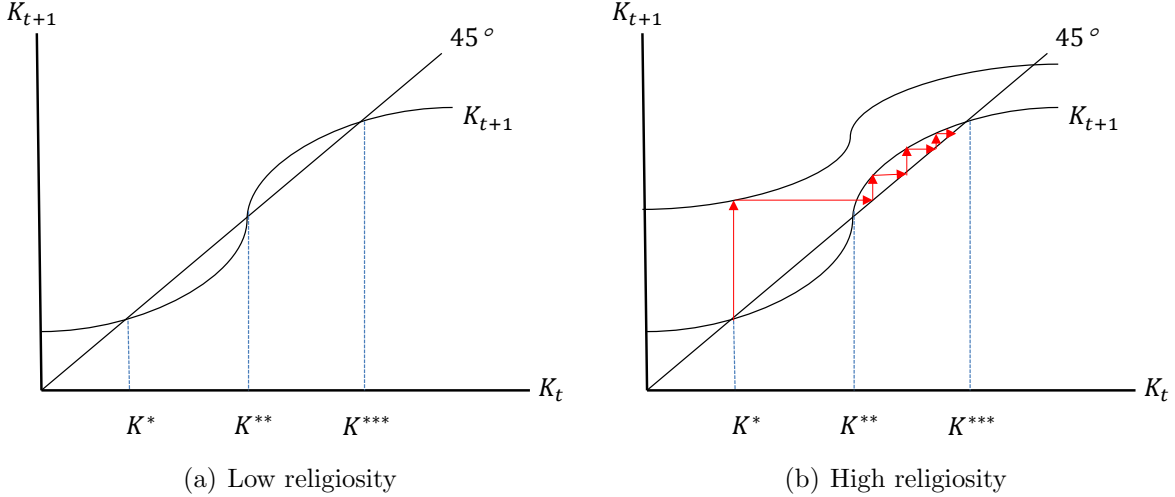 K_{t+1}
45°
K_{t+1}
K_t
K^*
K^{**}
K^{***}
(a) Low religiosity
K_{t+1}
45°
K_{t+1}
K_t
K^*
K^{**}
K^{***}
(b) High religiosity